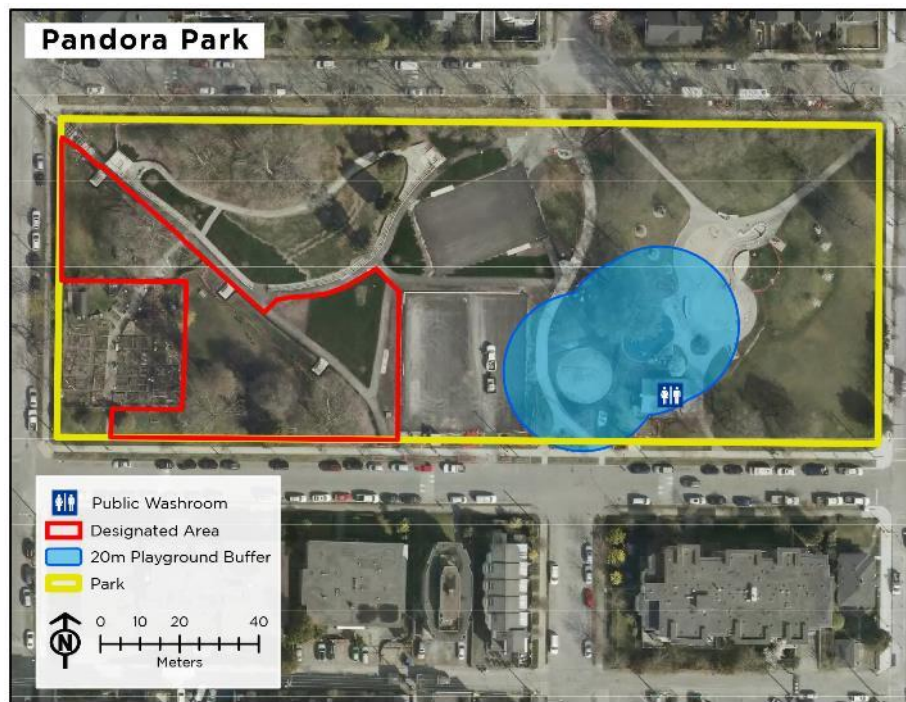 Pandora Park
Public Washroom
Designated Area
20m Playground Buffer
Park
N
0 10 20 40
Meters